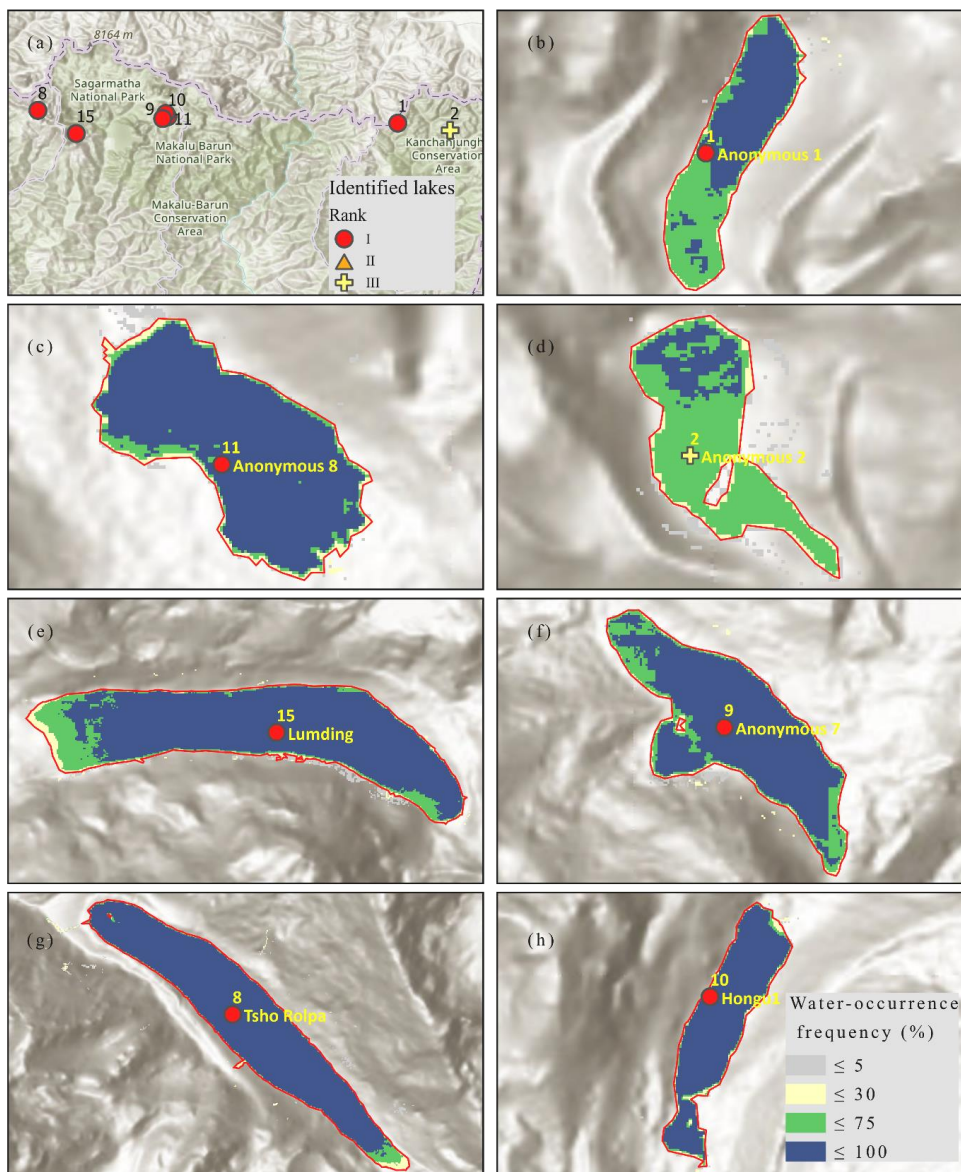 (a)
8164 m
Sagarmatha
National Park
8
15
9
10
11
1
2
Makalu Barun
National Park
Kanchanjungha
Conservation
Area
Makalu-Barun
Conservation
Area
Identified lakes
Rank
I
II
III
(b)
1
Anonymous 1
(c)
11
Anonymous 8
(d)
2
Anonymous 2
(e)
15
Lumding
(f)
9
Anonymous 7
(g)
8
Tsho Rolpa
(h)
10
Hongu1
Water-occurrence
frequency (%)
≤ 5
≤ 30
≤ 75
≤ 100